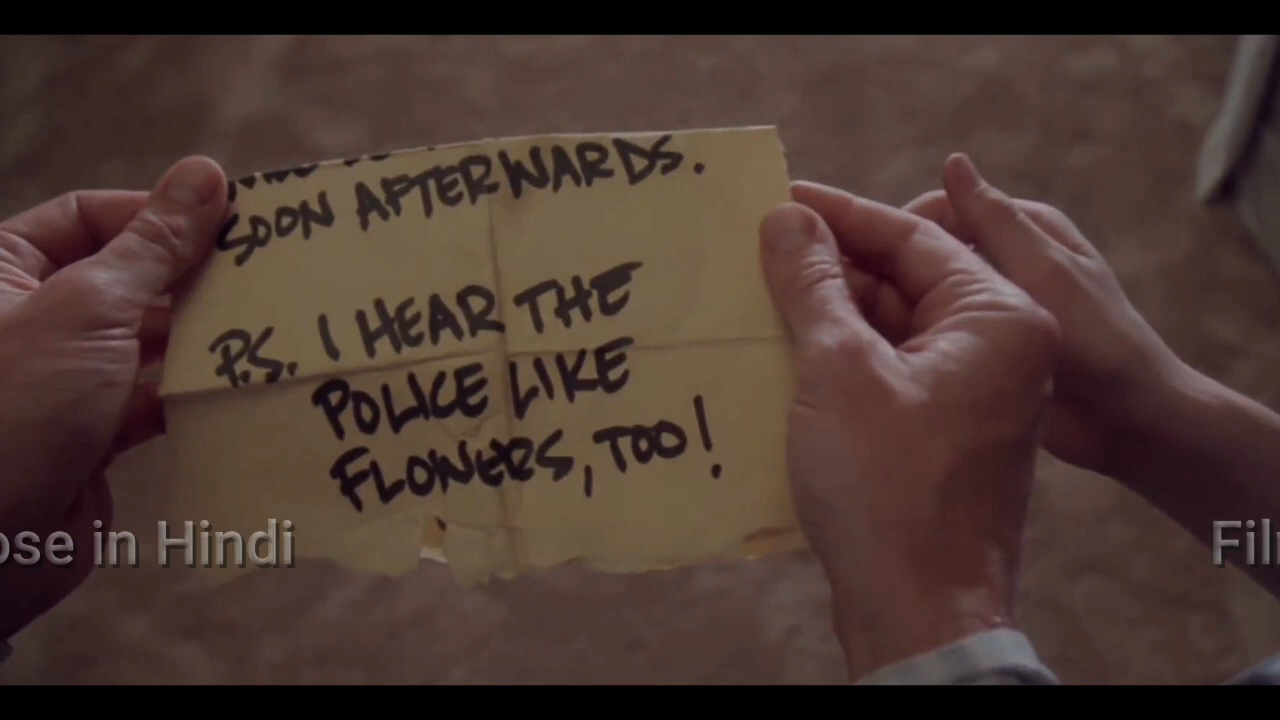 SOON AFTERWARDS.
P.S. I HEAR THE
POLICE LIKE
FLOWERS, TOO!
ose in Hindi
Fil